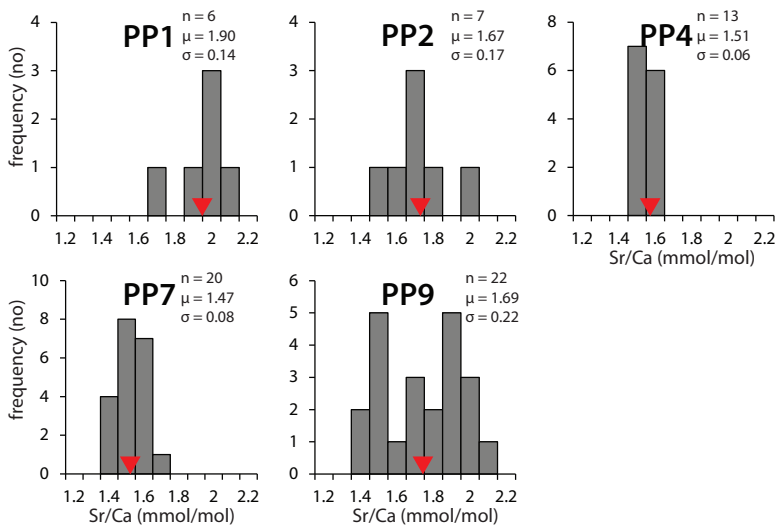 PP1
n = 6
μ = 1.90
σ = 0.14
frequency (no)
4
3
2
1
0
1.2 1.4 1.6 1.8 2 2.2
PP2
n = 7
μ = 1.67
σ = 0.17
4
3
2
1
0
1.2 1.4 1.6 1.8 2 2.2
PP4
n = 13
μ = 1.51
σ = 0.06
8
6
4
2
0
1.2 1.4 1.6 1.8 2 2.2
Sr/Ca (mmol/mol)
PP7
n = 20
μ = 1.47
σ = 0.08
frequency (no)
10
8
6
4
2
0
1.2 1.4 1.6 1.8 2 2.2
Sr/Ca (mmol/mol)
PP9
n = 22
μ = 1.69
σ = 0.22
6
5
4
3
2
1
0
1.2 1.4 1.6 1.8 2 2.2
Sr/Ca (mmol/mol)